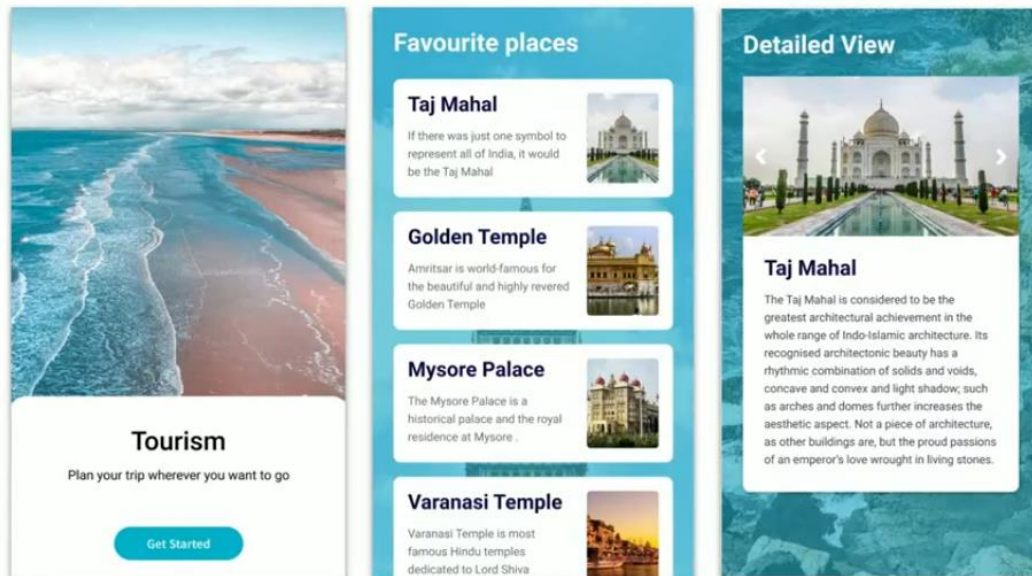 Tourism
Plan your trip wherever you want to go
Get Started
Favourite places
Taj Mahal
If there was just one symbol to
represent all of India, it would
be the Taj Mahal
Golden Temple
Amritsar is world-famous for
the beautiful and highly revered
Golden Temple
Mysore Palace
The Mysore Palace is a
historical palace and the royal
residence at Mysore .
Varanasi Temple
Varanasi Temple is most
famous Hindu temples
dedicated to Lord Shiva
Detailed View
Taj Mahal
The Taj Mahal is considered to be the
greatest architectural achievement in the
whole range of Indo-Islamic architecture. Its
recognised architectonic beauty has a
rhythmic combination of solids and voids,
concave and convex and light shadow; such
as arches and domes further increases the
aesthetic aspect. Not a piece of architecture,
as other buildings are, but the proud passions
of an emperor's love wrought in living stones.